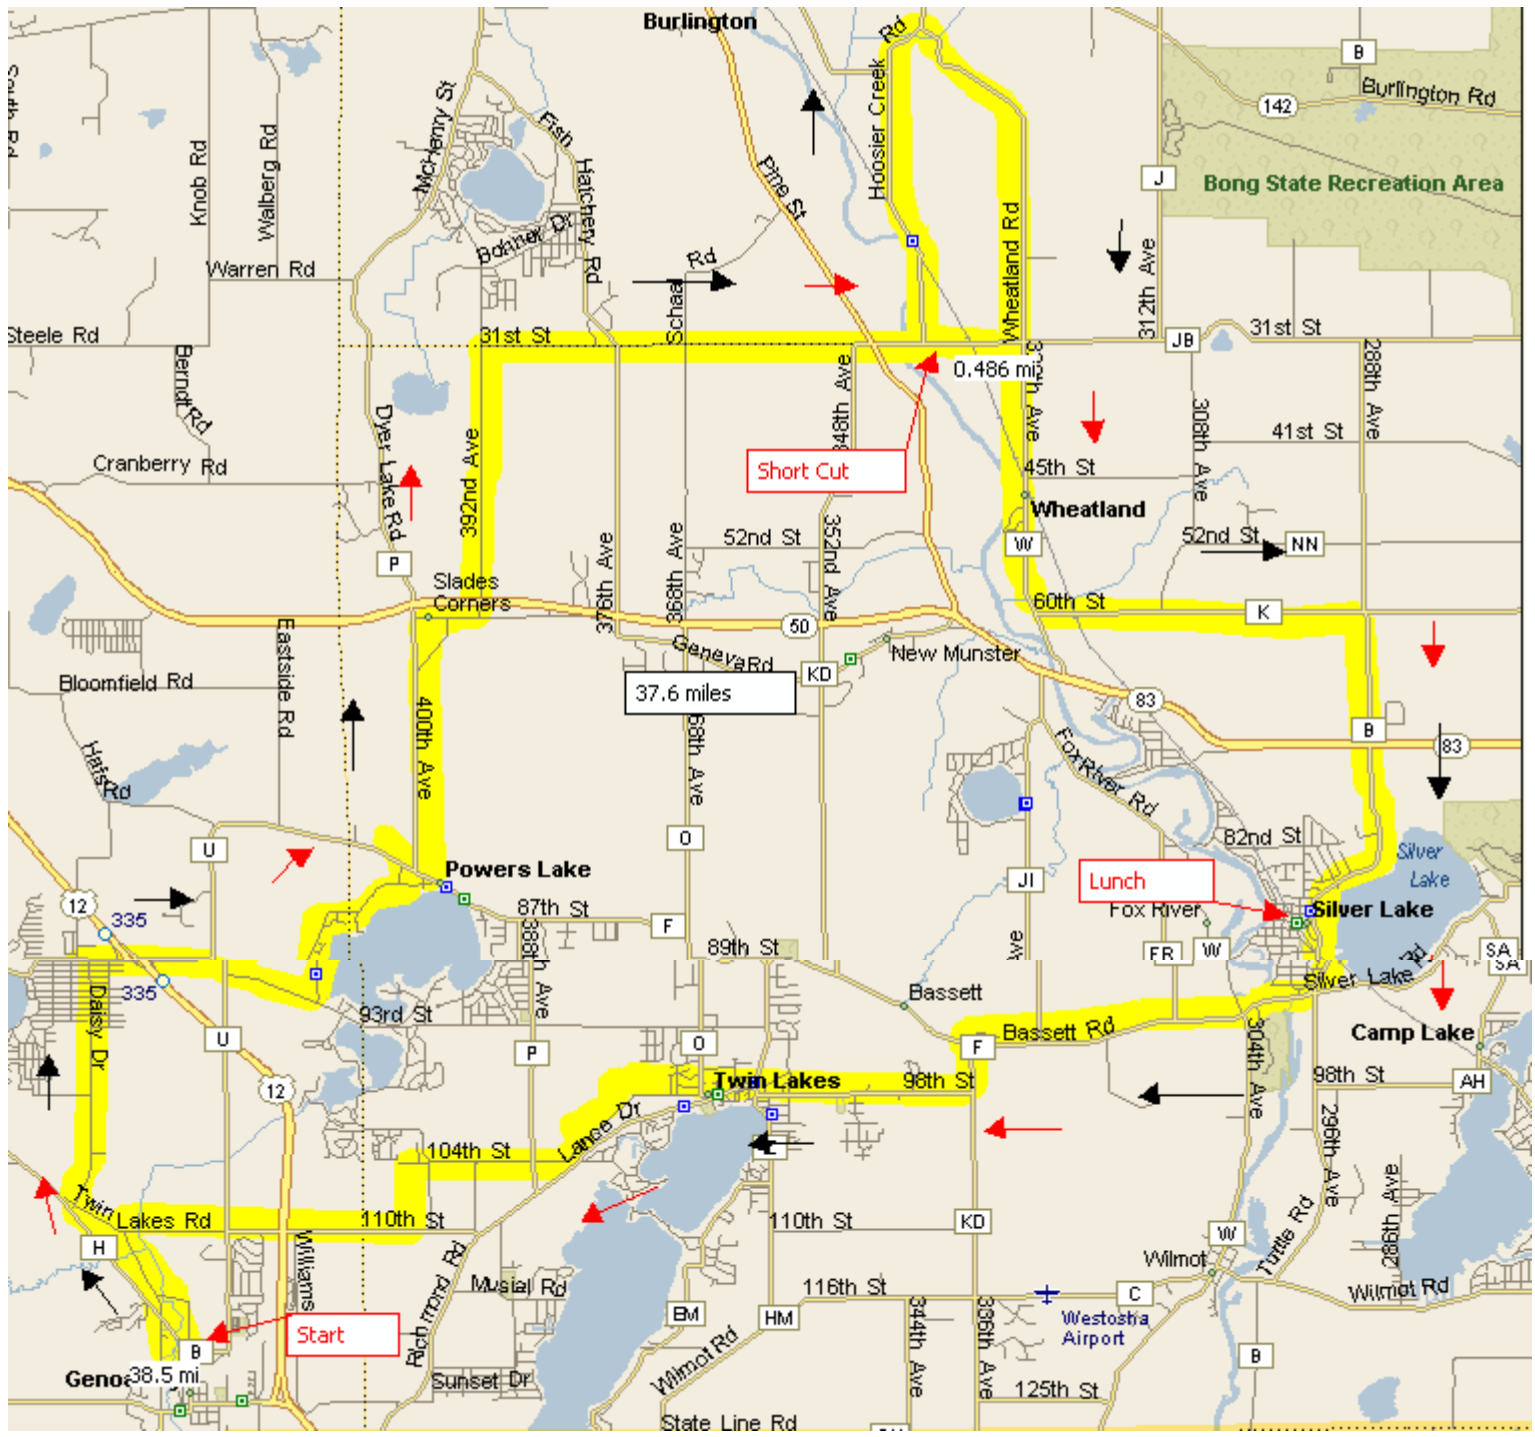 Burlington
Rd
B
Burlington Rd
142
McHenry St
Fish
Hatchery Rd
Hoosier Creek
South Rd
Knob Rd
Walberg Rd
Pine St
J
Bong State Recreation Area
Bohner Dr
Wheatland Rd
Warren Rd
Rd
Schaal
312th Ave
Steele Rd
31st St
JB
31st St
Berndt Rd
0.486 mi
348th Ave
288th Ave
Dyer Lake Rd
392nd Ave
308th Ave
41st St
Cranberry Rd
Short Cut
45th St
Wheatland
376th Ave
368th Ave
52nd St
352nd Ave
W
52nd St
NN
P
Slades
Corners
60th St
K
50
Eastside Rd
Geneva Rd
New Munster
KD
Bloomfield Rd
37.6 miles
400th Ave
68th Ave
83
B
83
Hafs Rd
Fox River Rd
U
O
82nd St
Silver
Lake
Powers Lake
JI
Lunch
12
335
87th St
F
Fox River
Silver Lake
388th Ave
89th St
Ave
FR
W
SA
SA
335
Daisy Dr
93rd St
Bassett
Silver Lake Rd
U
P
O
F
Bassett Rd
304th Ave
Camp Lake
12
Twin Lakes
98th St
98th St
AH
Lance Dr
296th Ave
104th St
286th Ave
Twin
Lakes Rd
110th St
110th St
KD
Tuttle Rd
H
Williams
Richmond Rd
Musial Rd
Wilmot
W
116th St
C
Wilmot Rd
Start
BM
HM
344th Ave
336th Ave
Westosha
Airport
B
B
Genoa
38.5 mi
Sunset Dr
Wilmot Rd
125th St
State Line Rd